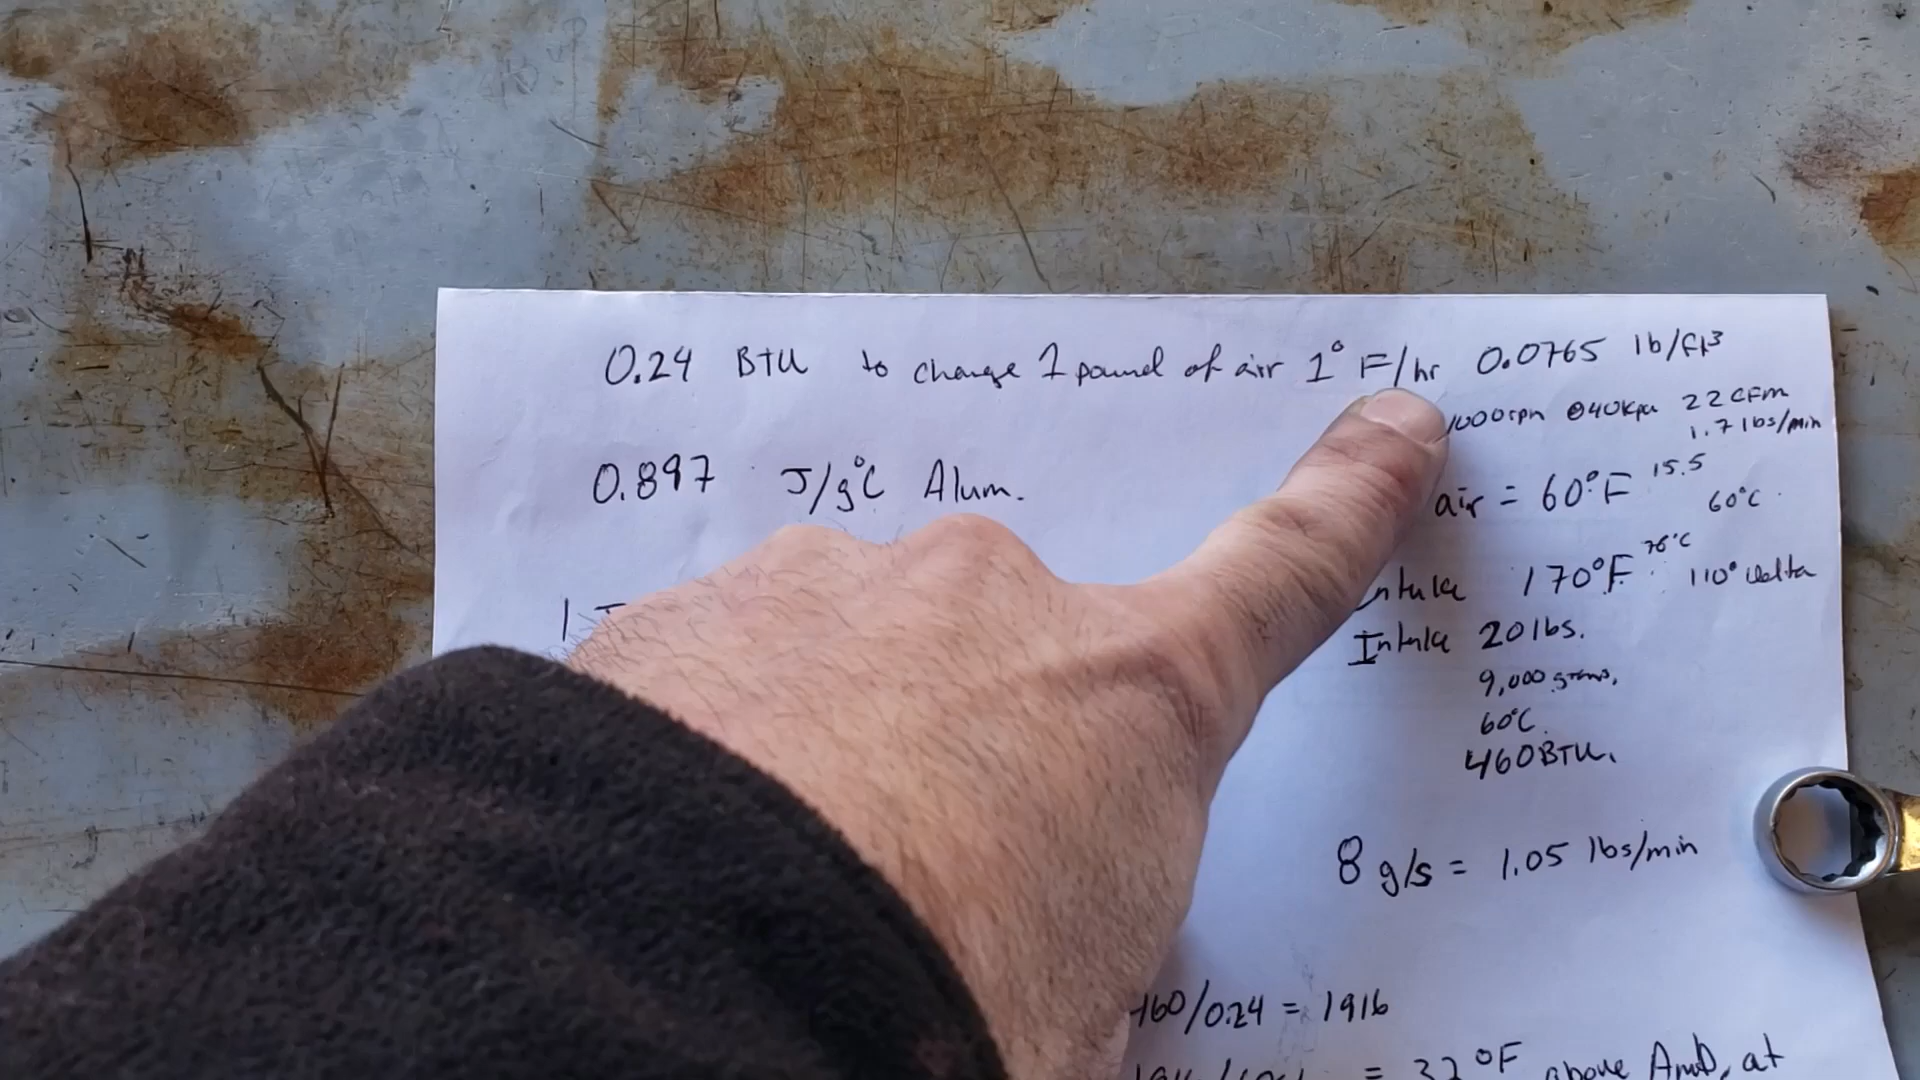 0.24 BTU to change 1 pound of air 1° F/hr 0.0765 lb/ft3
1000rpm @40kpa 22 CFM
1.7 lbs/min
0.897 J/g°C Alum.
air = 60°F 15.5
60°C
170°F 76°C
110° delta
Intake 20lbs.
9,000 grams.
60°C.
460BTU.
8 g/s = 1.05 lbs/min
460/0.24 = 1916
= 32°F above Amb, at